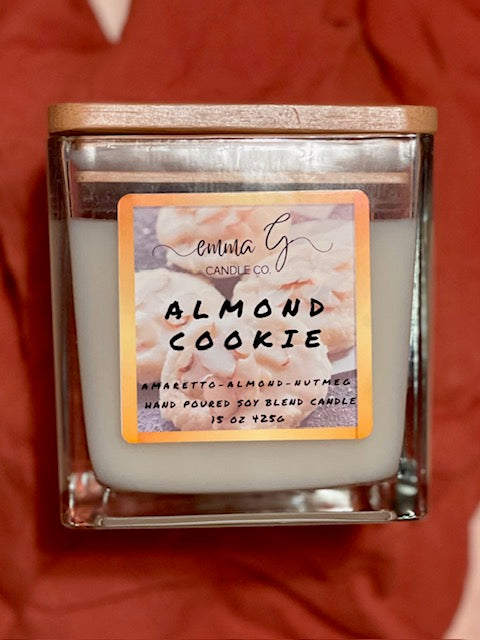 emma G
CANDLE CO.
ALMOND
COOKIE
AMARETTO-ALMOND-NUTMEG
HAND POURED SOY BLEND CANDLE
15 OZ 425G